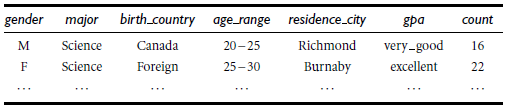 gender major birth_country age_range residence_city gpa count
M Science Canada 20–25 Richmond very_good 16
F Science Foreign 25–30 Burnaby excellent 22
... ... ... ... ... ... ...